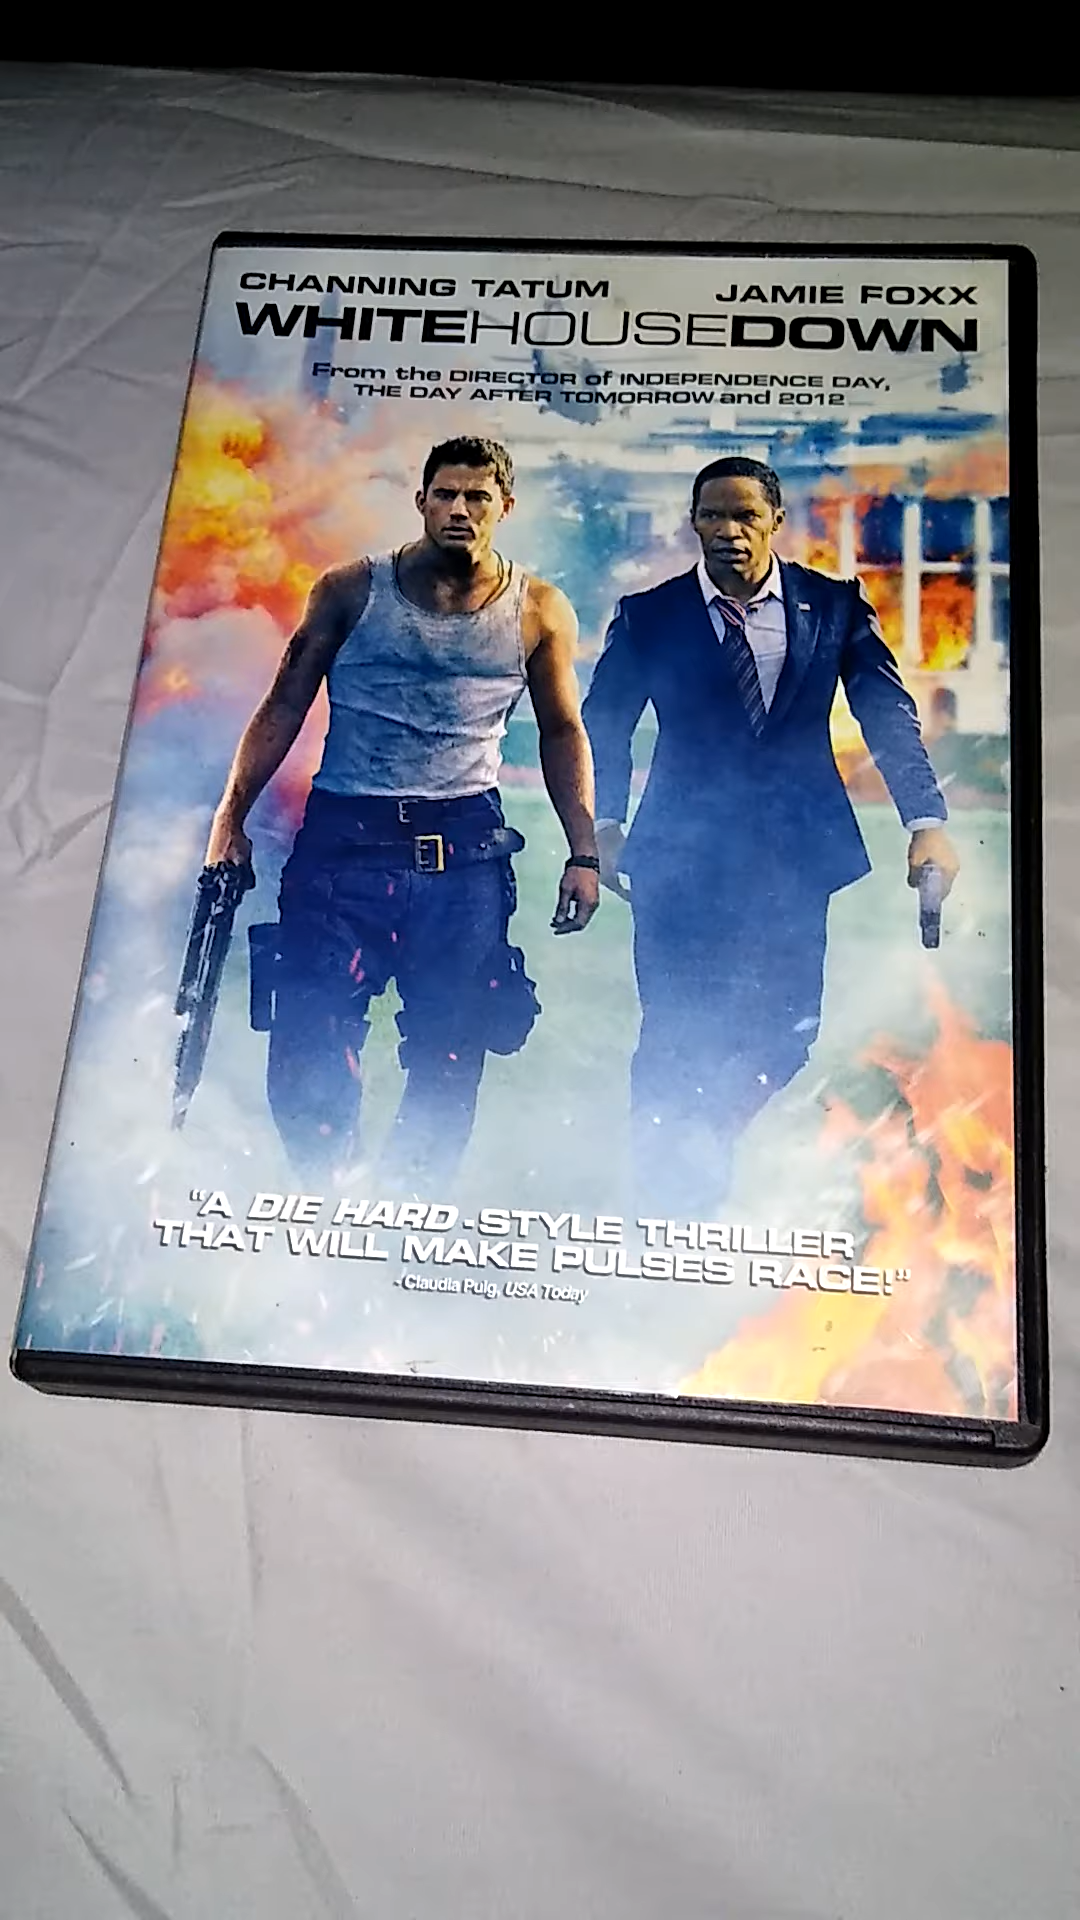 CHANNING TATUM JAMIE FOXX
WHITEHOUSEDOWN
From the DIRECTOR of INDEPENDENCE DAY,
THE DAY AFTER TOMORROW and 2012
“A DIE HARD-STYLE THRILLER
THAT WILL MAKE PULSES RACE!”
- Claudia Puig, USA Today